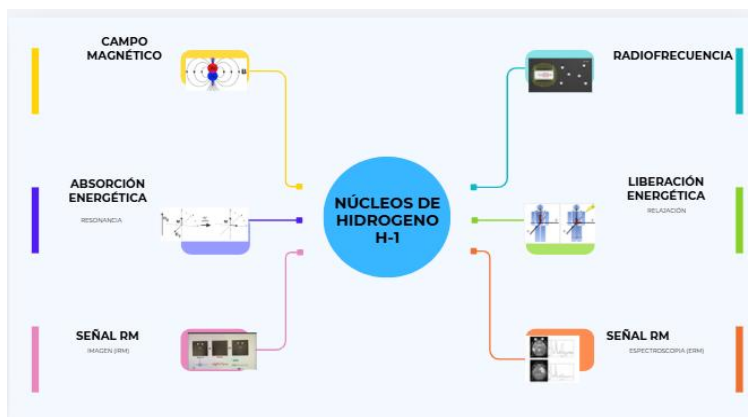 CAMPO
MAGNÉTICO
RADIOFRECUENCIA
ABSORCIÓN
ENERGÉTICA
RESONANCIA
NÚCLEOS DE
HIDROGENO
H-1
LIBERACIÓN
ENERGÉTICA
RELAJACIÓN
SEÑAL RM
IMAGEN (IRM)
SEÑAL RM
ESPECTROSCOPIA (ERM)